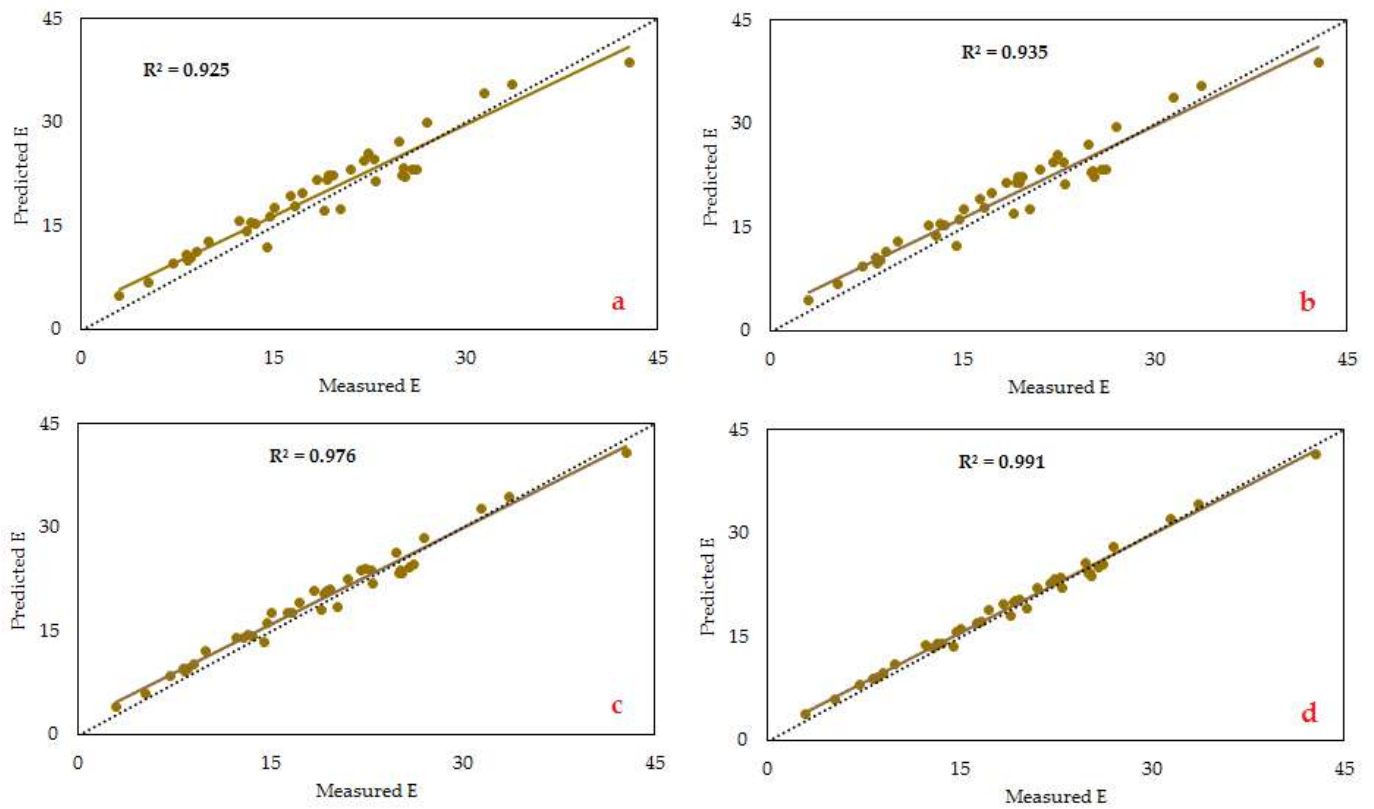 45
30
15
0
Predicted E
R² = 0.925
a
0 15 30 45
Measured E
45
30
15
0
Predicted E
R² = 0.935
b
0 15 30 45
Measured E
45
30
15
0
Predicted E
R² = 0.976
c
0 15 30 45
Measured E
45
30
15
0
Predicted E
R² = 0.991
d
0 15 30 45
Measured E